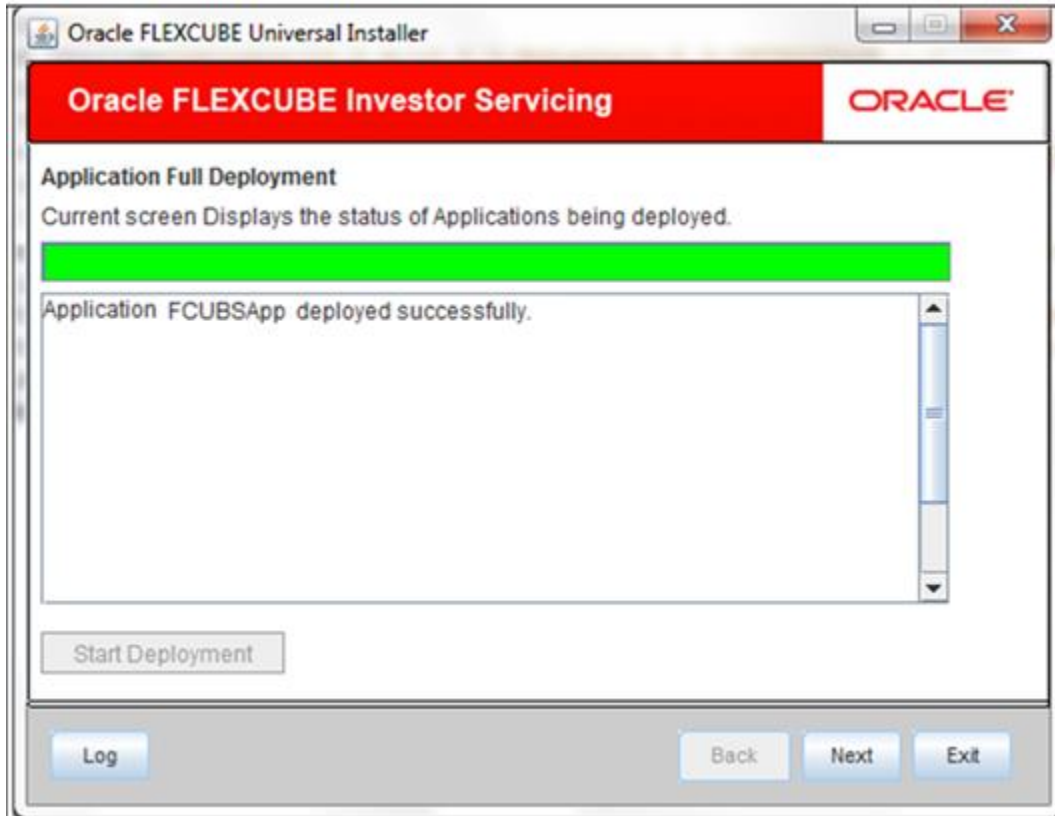 Oracle FLEXCUBE Universal Installer
Oracle FLEXCUBE Investor Servicing
ORACLE
Application Full Deployment
Current screen Displays the status of Applications being deployed.
Application FCUBSApp deployed successfully.
Start Deployment
Log
Back
Next
Exit